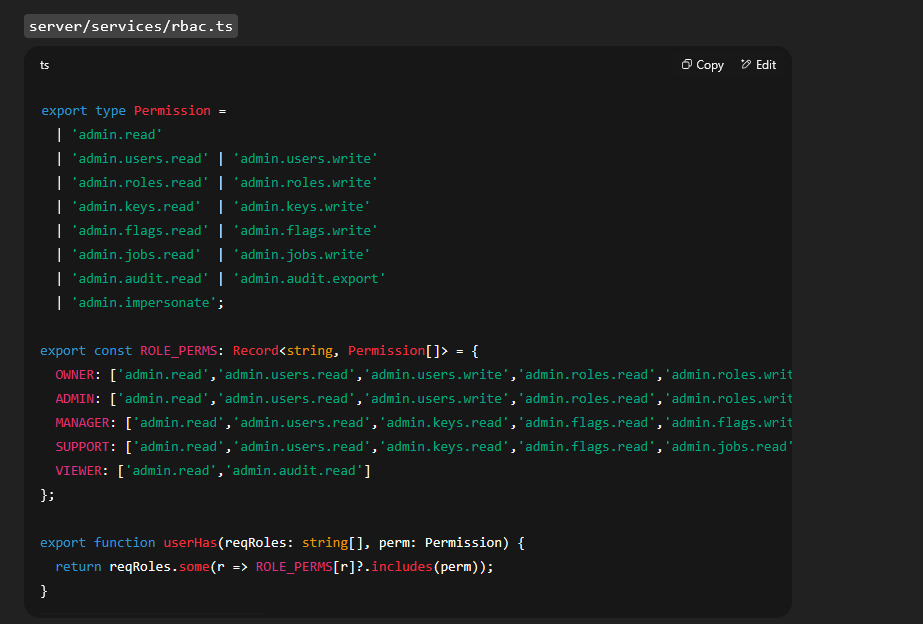 server/services/rbac.ts
ts
Copy Edit
export type Permission =
| 'admin.read'
| 'admin.users.read' | 'admin.users.write'
| 'admin.roles.read' | 'admin.roles.write'
| 'admin.keys.read' | 'admin.keys.write'
| 'admin.flags.read' | 'admin.flags.write'
| 'admin.jobs.read' | 'admin.jobs.write'
| 'admin.audit.read' | 'admin.audit.export'
| 'admin.impersonate';
export const ROLE_PERMS: Record<string, Permission[]> = {
OWNER: ['admin.read','admin.users.read','admin.users.write','admin.roles.read','admin.roles.writ
ADMIN: ['admin.read','admin.users.read','admin.users.write','admin.roles.read','admin.roles.writ
MANAGER: ['admin.read','admin.users.read','admin.keys.read','admin.flags.read','admin.flags.writ
SUPPORT: ['admin.read','admin.users.read','admin.keys.read','admin.flags.read','admin.jobs.read'
VIEWER: ['admin.read','admin.audit.read']
};
export function userHas(reqRoles: string[], perm: Permission) {
return reqRoles.some(r => ROLE_PERMS[r]?.includes(perm));
}